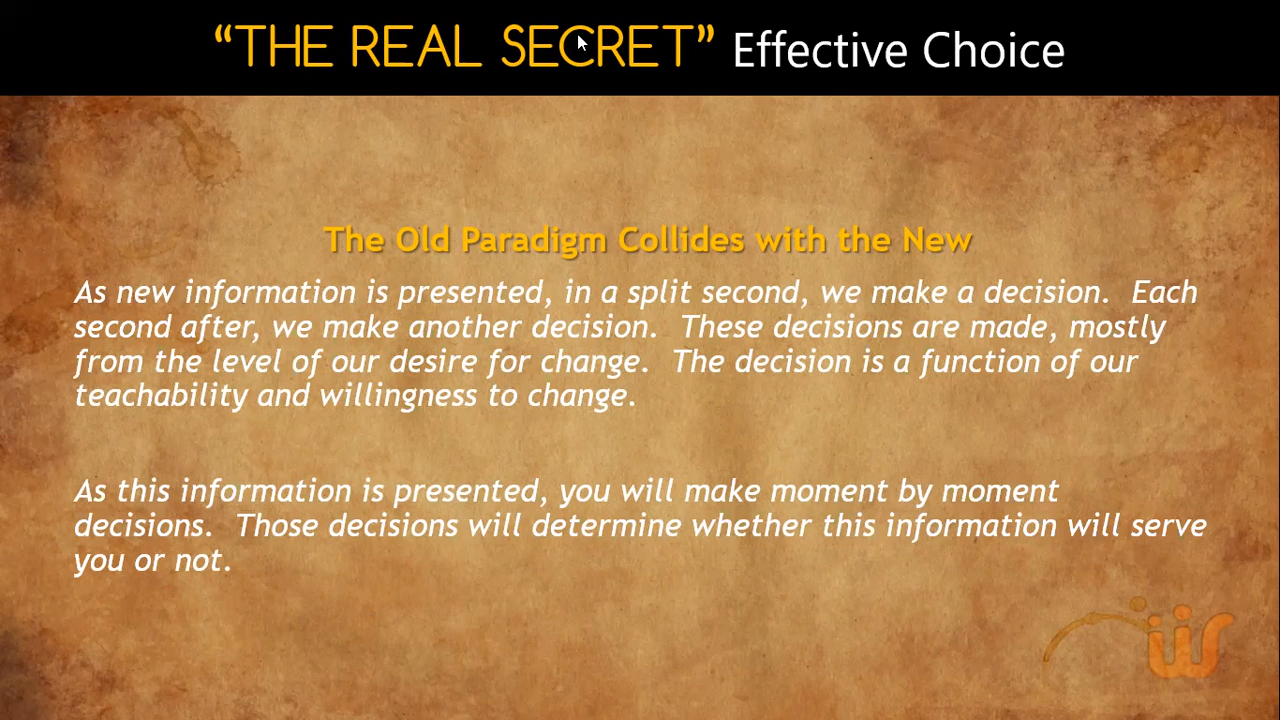 “THE REAL SECRET” Effective Choice
The Old Paradigm Collides with the New
As new information is presented, in a split second, we make a decision.  Each
second after, we make another decision.  These decisions are made, mostly
from the level of our desire for change.  The decision is a function of our
teachability and willingness to change.
As this information is presented, you will make moment by moment
decisions.  Those decisions will determine whether this information will serve
you or not.